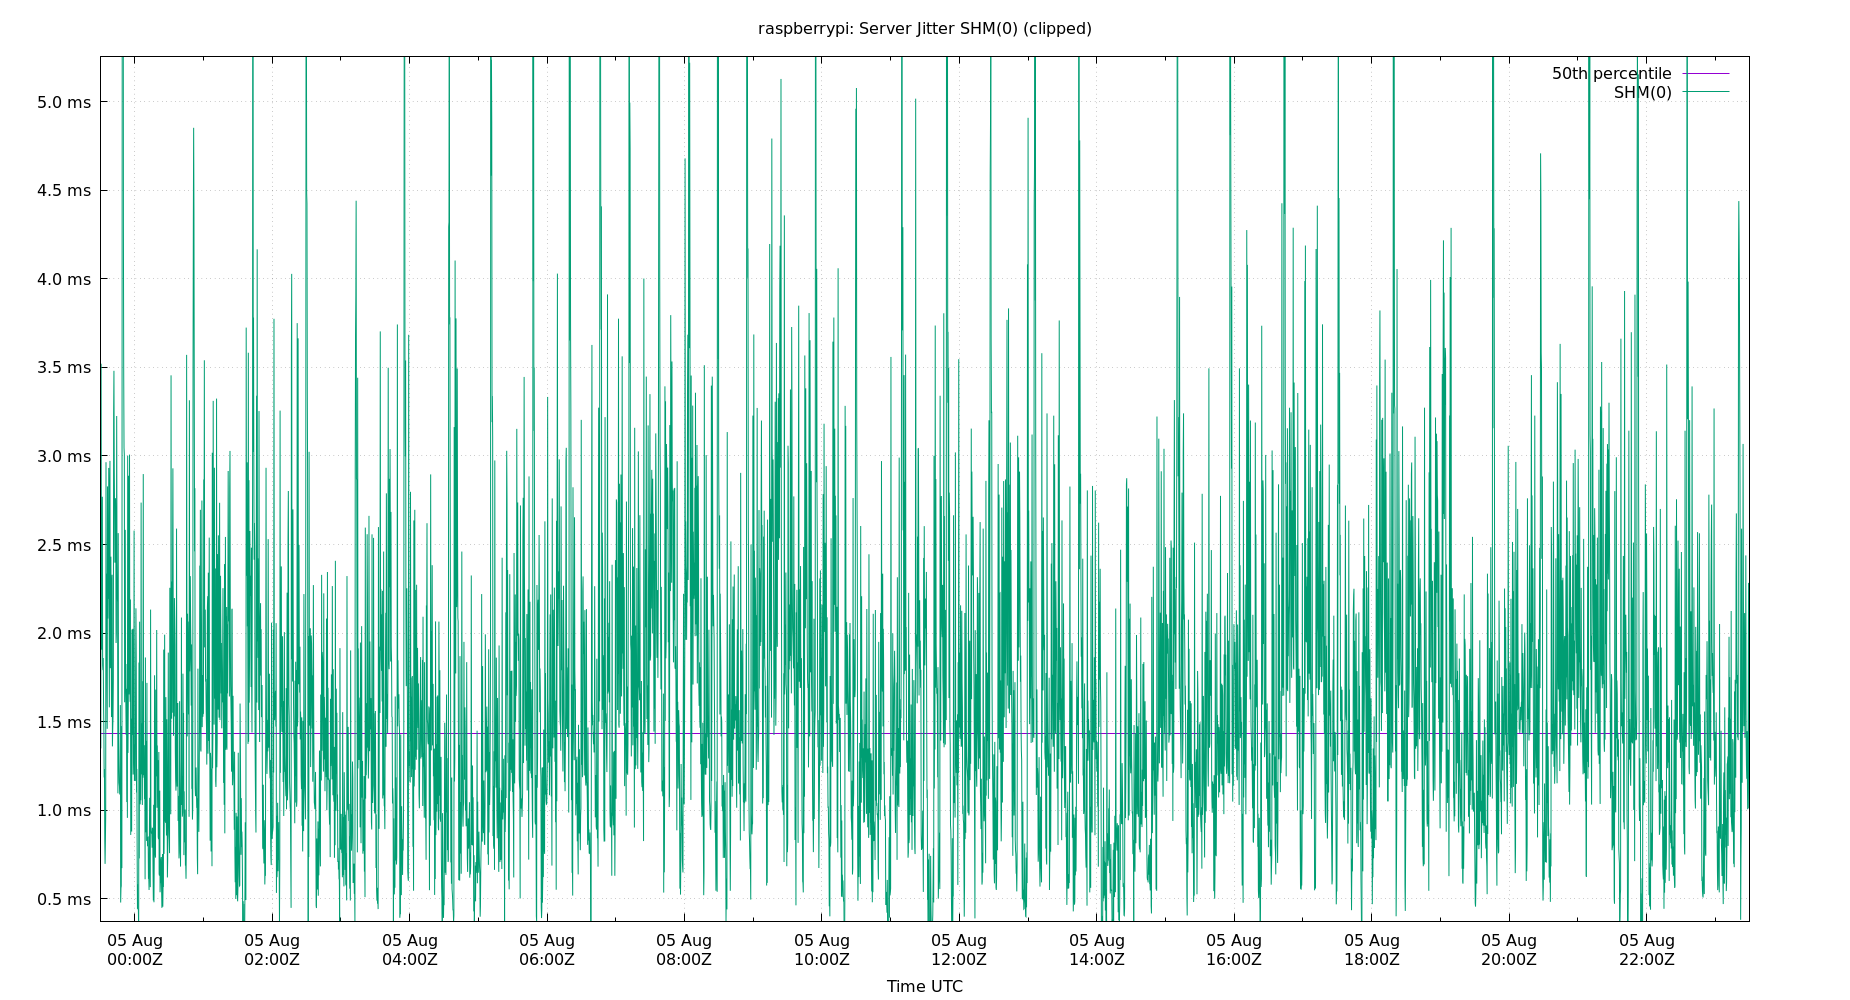 raspberrypi: Server Jitter SHM(0) (clipped)
50th percentile
SHM(0)
5.0 ms
4.5 ms
4.0 ms
3.5 ms
3.0 ms
2.5 ms
2.0 ms
1.5 ms
1.0 ms
0.5 ms
05 Aug 05 Aug 05 Aug 05 Aug 05 Aug 05 Aug 05 Aug 05 Aug 05 Aug 05 Aug 05 Aug 05 Aug
00:00Z 02:00Z 04:00Z 06:00Z 08:00Z 10:00Z 12:00Z 14:00Z 16:00Z 18:00Z 20:00Z 22:00Z
Time UTC